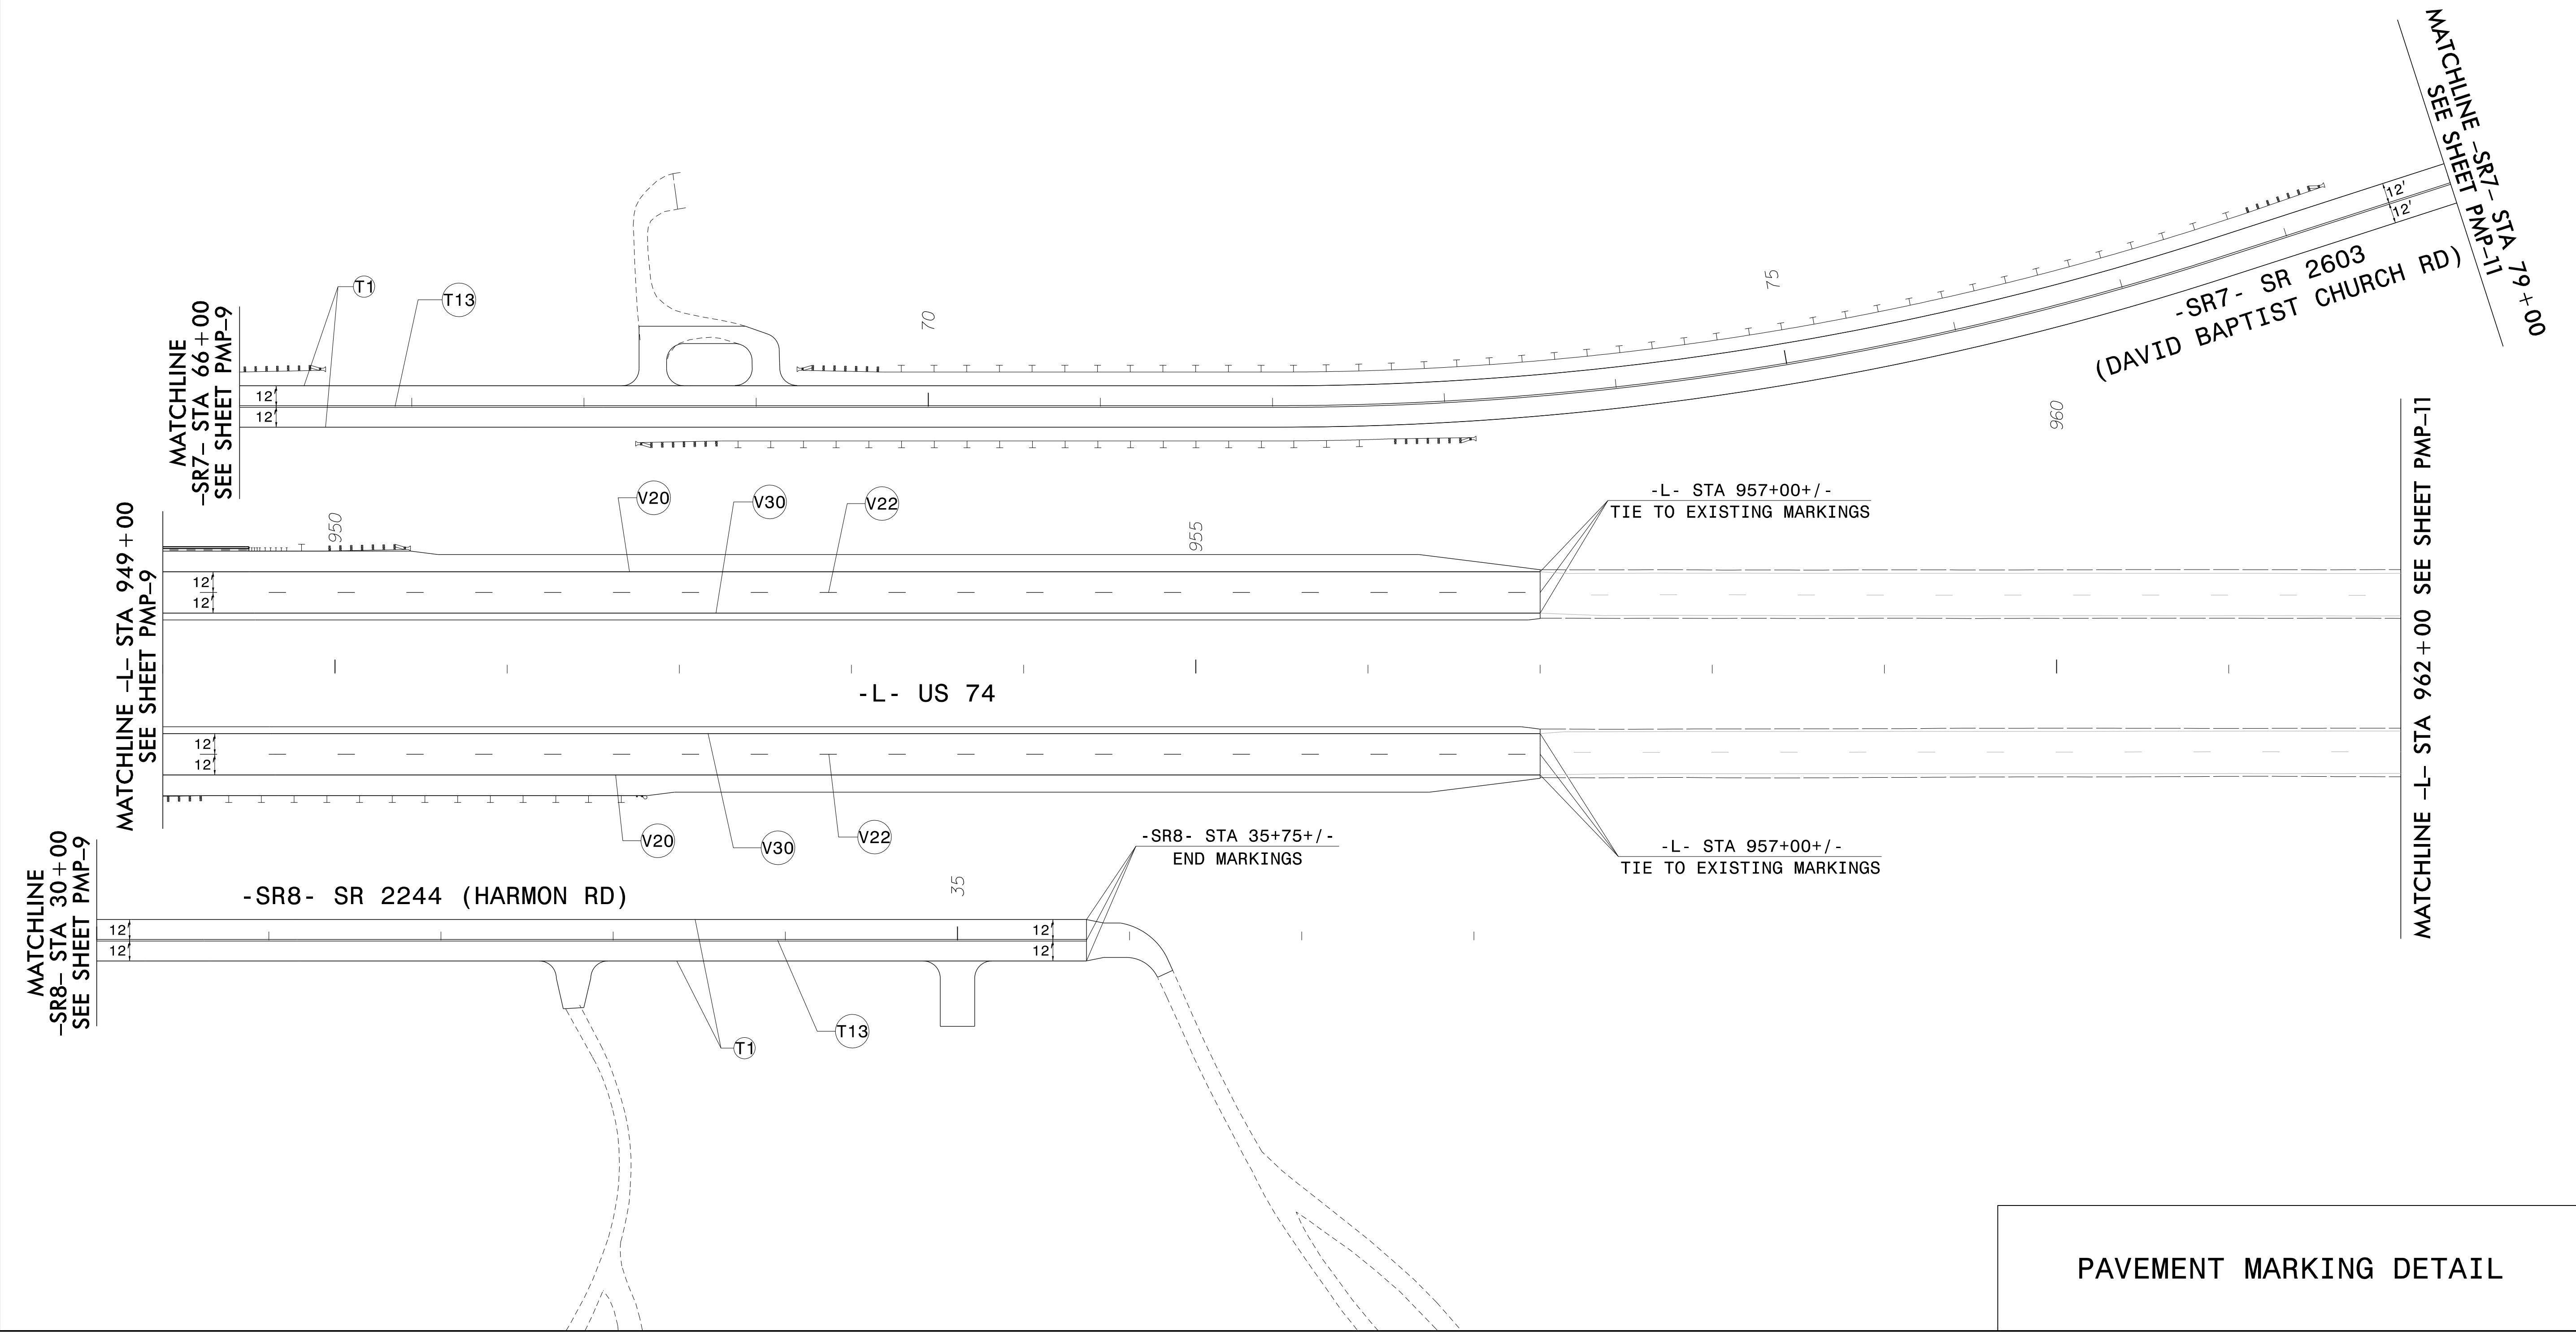 MATCHLINE -SR7- STA 79+00
SEE SHEET PMP-11
12'
12'
-SR7- SR 2603
(DAVID BAPTIST CHURCH RD)
T1
T13
70
75
MATCHLINE
-SR7- STA 66+00
SEE SHEET PMP-9
12'
12'
960
V20
V30
V22
-L- STA 957+00+/-
TIE TO EXISTING MARKINGS
950
955
MATCHLINE -L- STA 949+00
SEE SHEET PMP-9
12'
12'
MATCHLINE -L- STA 962+00 SEE SHEET PMP-11
-L- US 74
12'
12'
V20
V30
V22
-SR8- STA 35+75+/-
END MARKINGS
-L- STA 957+00+/-
TIE TO EXISTING MARKINGS
MATCHLINE
-SR8- STA 30+00
SEE SHEET PMP-9
-SR8- SR 2244 (HARMON RD)
35
12'
12'
12'
12'
T13
T1
PAVEMENT MARKING DETAIL